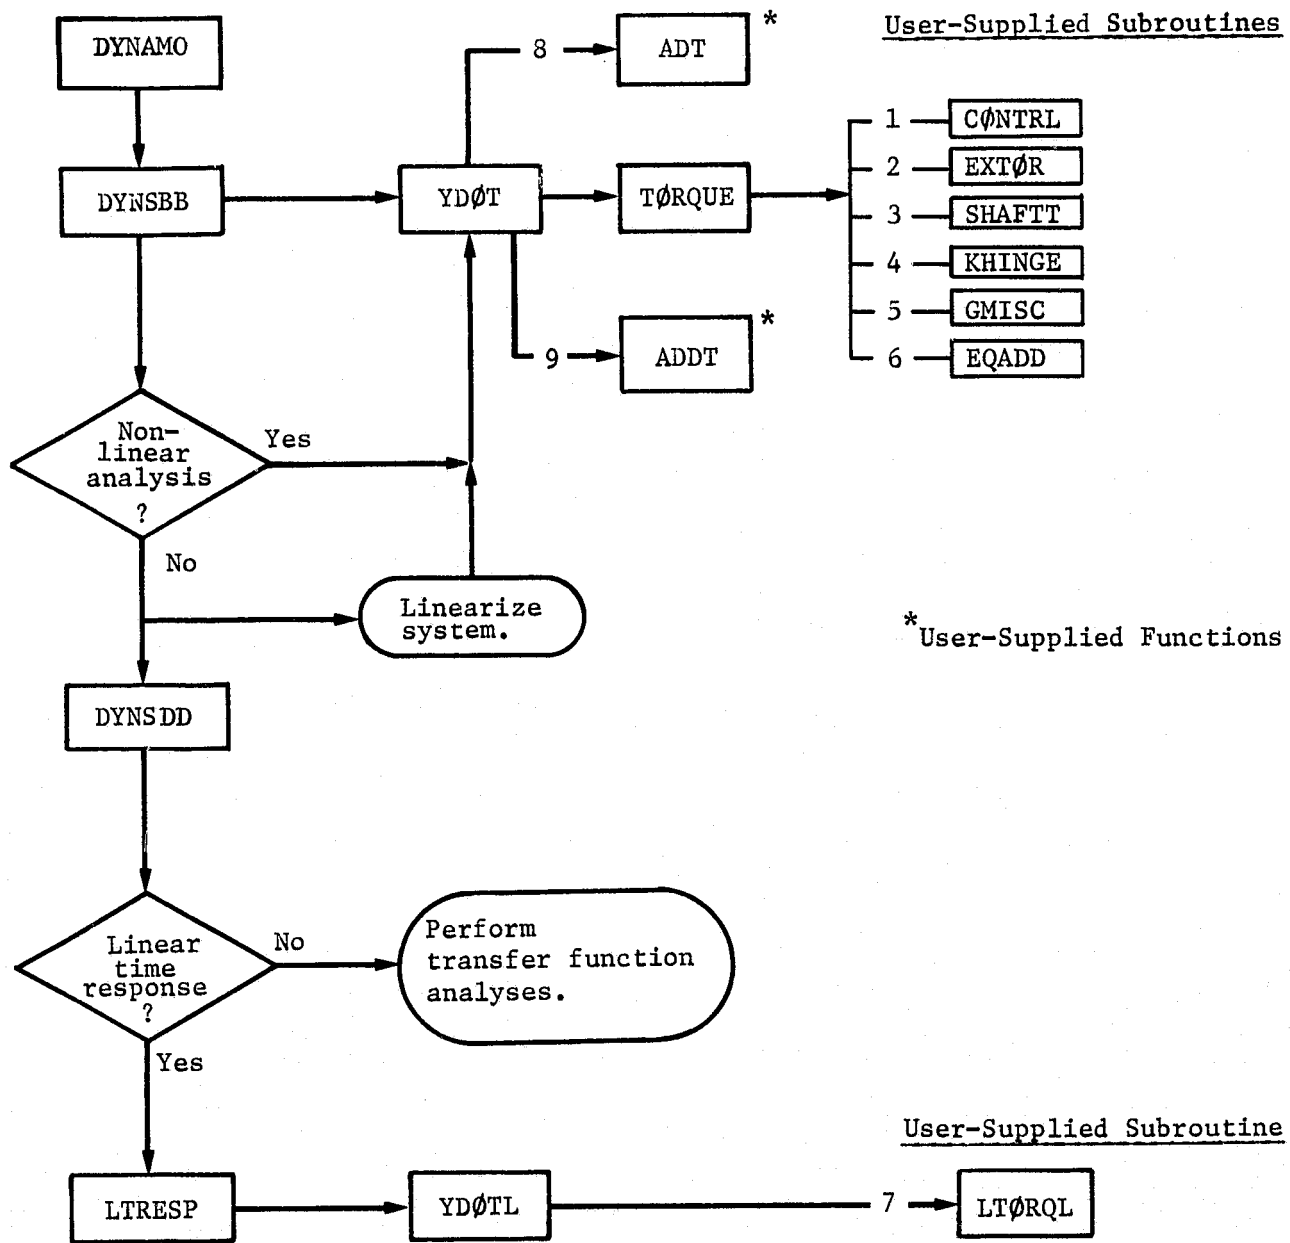 DYNAMO
8
ADT
*
User-Supplied Subroutines
DYNSBB
YDØT
TØRQUE
1
CØNTRL
2
EXTØR
3
SHAFTT
4
KHINGE
5
GMISC
6
EQADD
9
ADDT
*
Non-
linear
analysis
?
Yes
No
Linearize
system.
*User-Supplied Functions
DYNSDD
Linear
time
response
?
No
Perform
transfer function
analyses.
Yes
User-Supplied Subroutine
LTRESP
YDØTL
7
LTØRQL